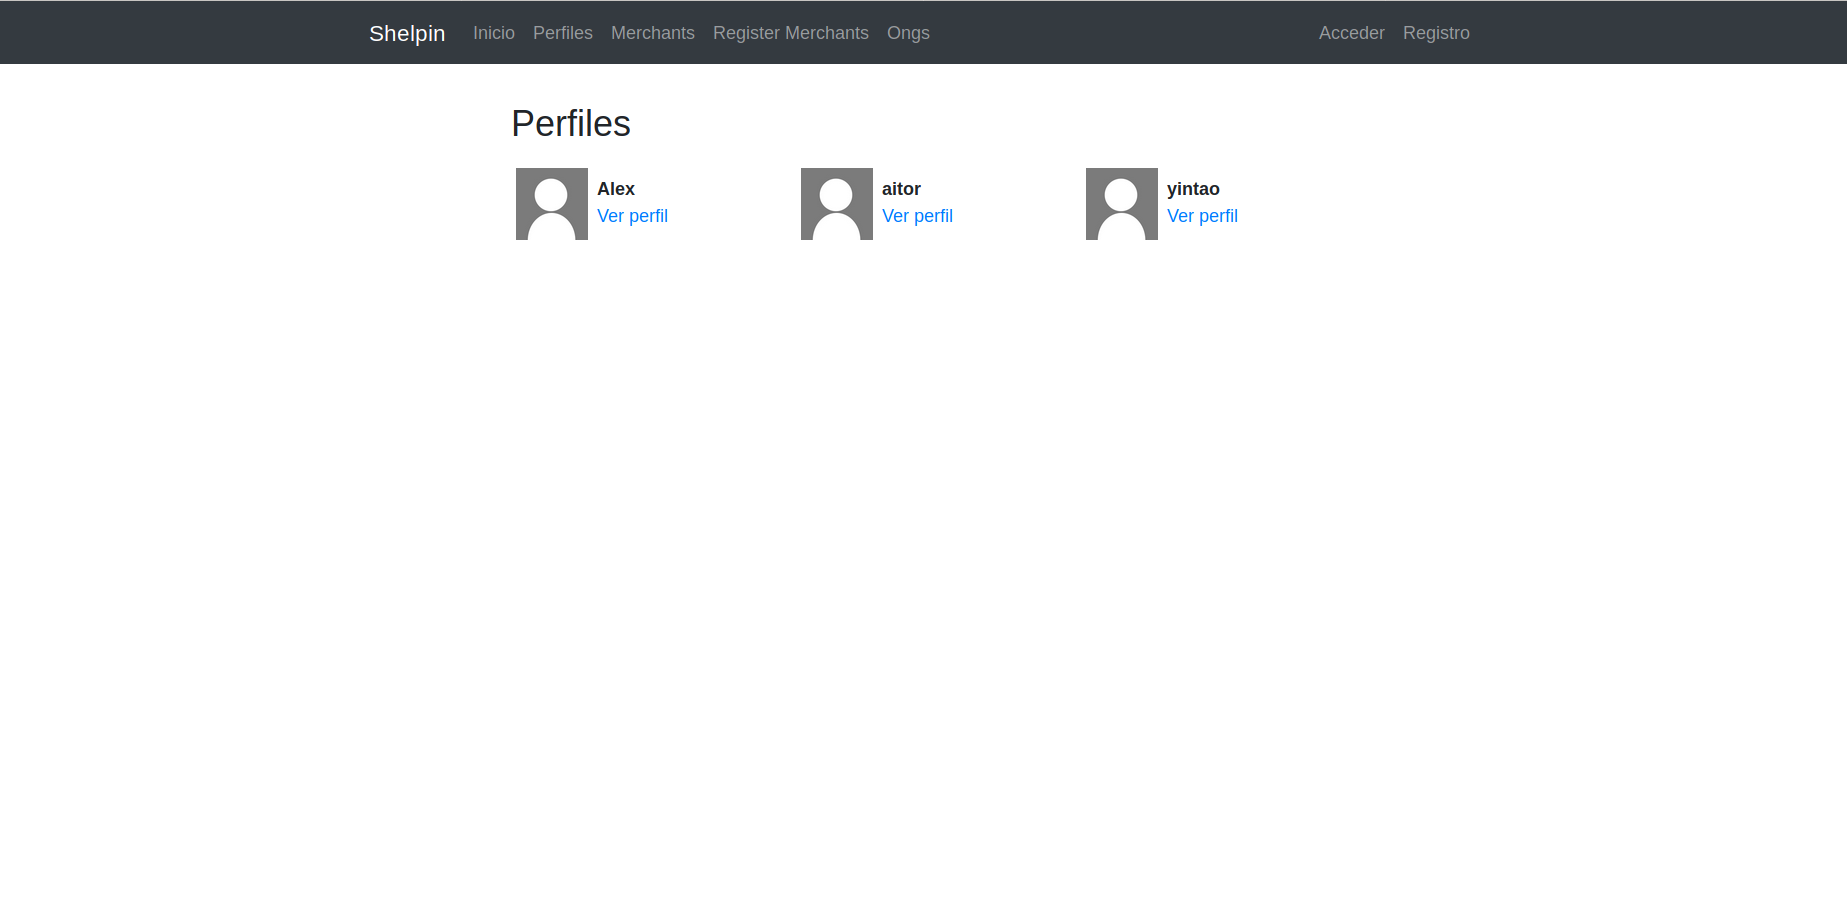 Shelpin Inicio Perfiles Merchants Register Merchants Ongs Acceder Registro
Perfiles
Alex
Ver perfil
aitor
Ver perfil
yintao
Ver perfil